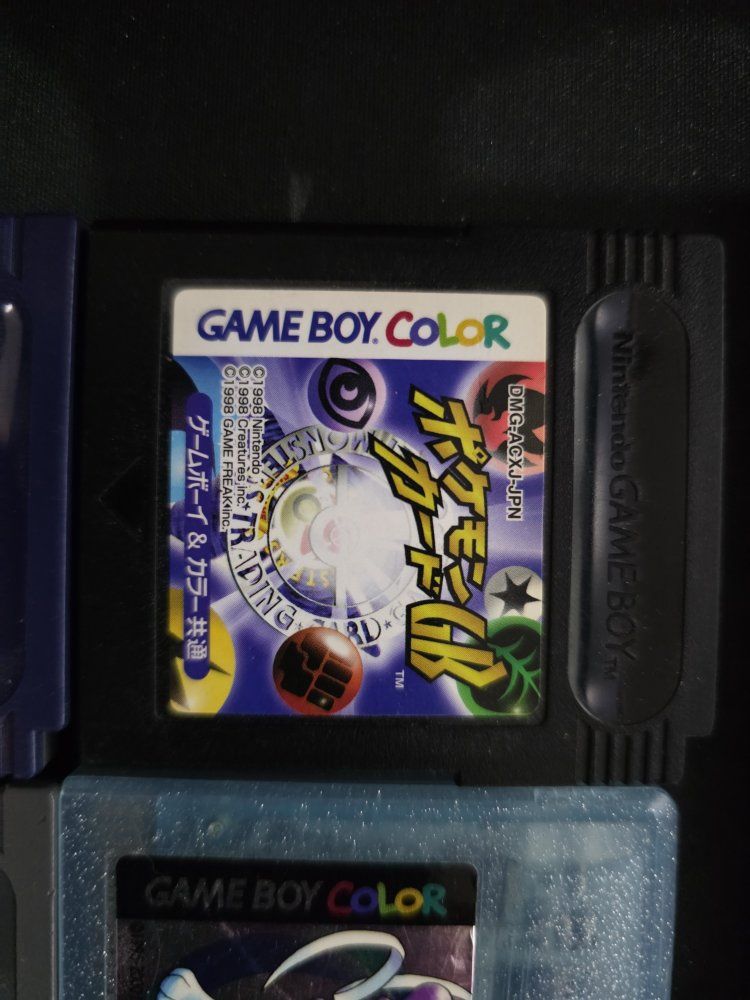 Nintendo GAME BOY™
GAME BOY COLOR
DMG-ACXJ-JPN
ポケモン
カードGB
™
TRADING★CARD★
©1998 Nintendo
©1998 Creatures inc.
©1998 GAME FREAK inc.
ゲームボーイ & カラー共通
GAME BOY COLOR